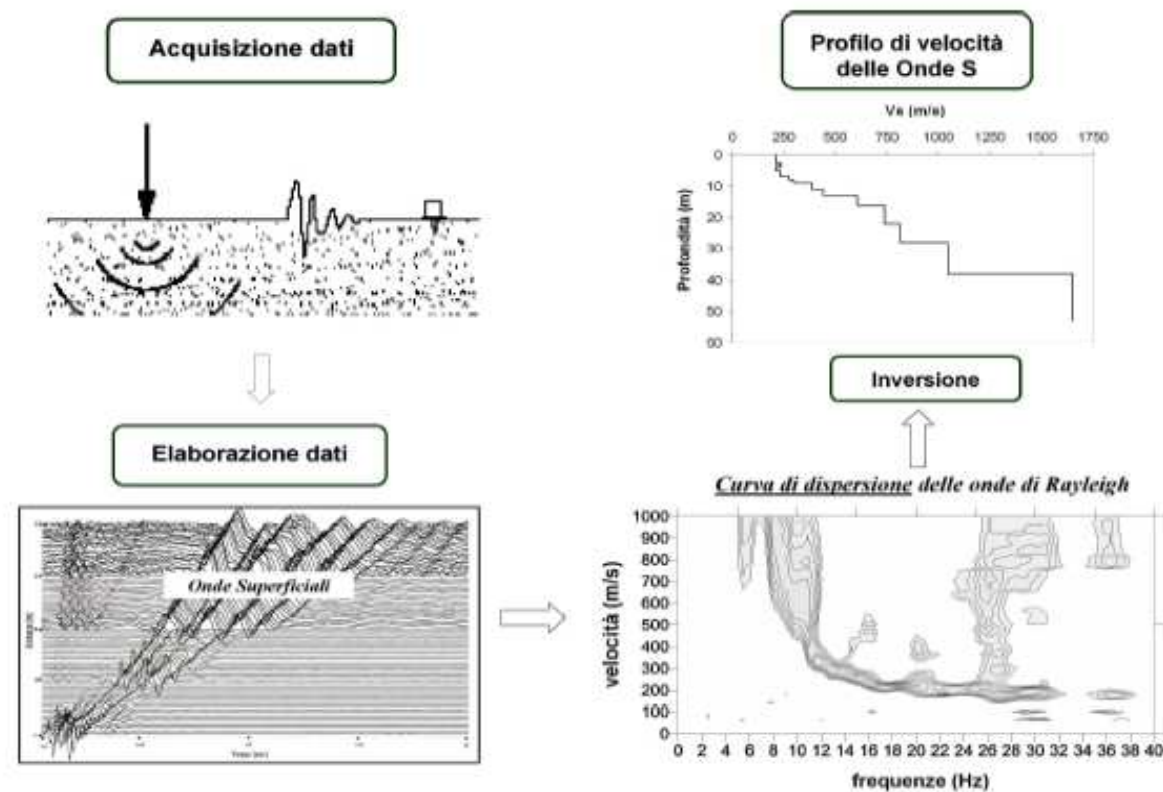 Acquisizione dati
Elaborazione dati
Onde Superficiali
Profilo di velocità
delle Onde S
Vs (m/s)
0 250 500 750 1000 1250 1500 1750
Profondità (m)
0
10
20
30
40
50
60
Inversione
Curva di dispersione delle onde di Rayleigh
velocità (m/s)
1000
900
800
700
600
500
400
300
200
100
0
0 2 4 6 8 10 12 14 16 18 20 22 24 26 28 30 32 34 36 38 40
frequenze (Hz)